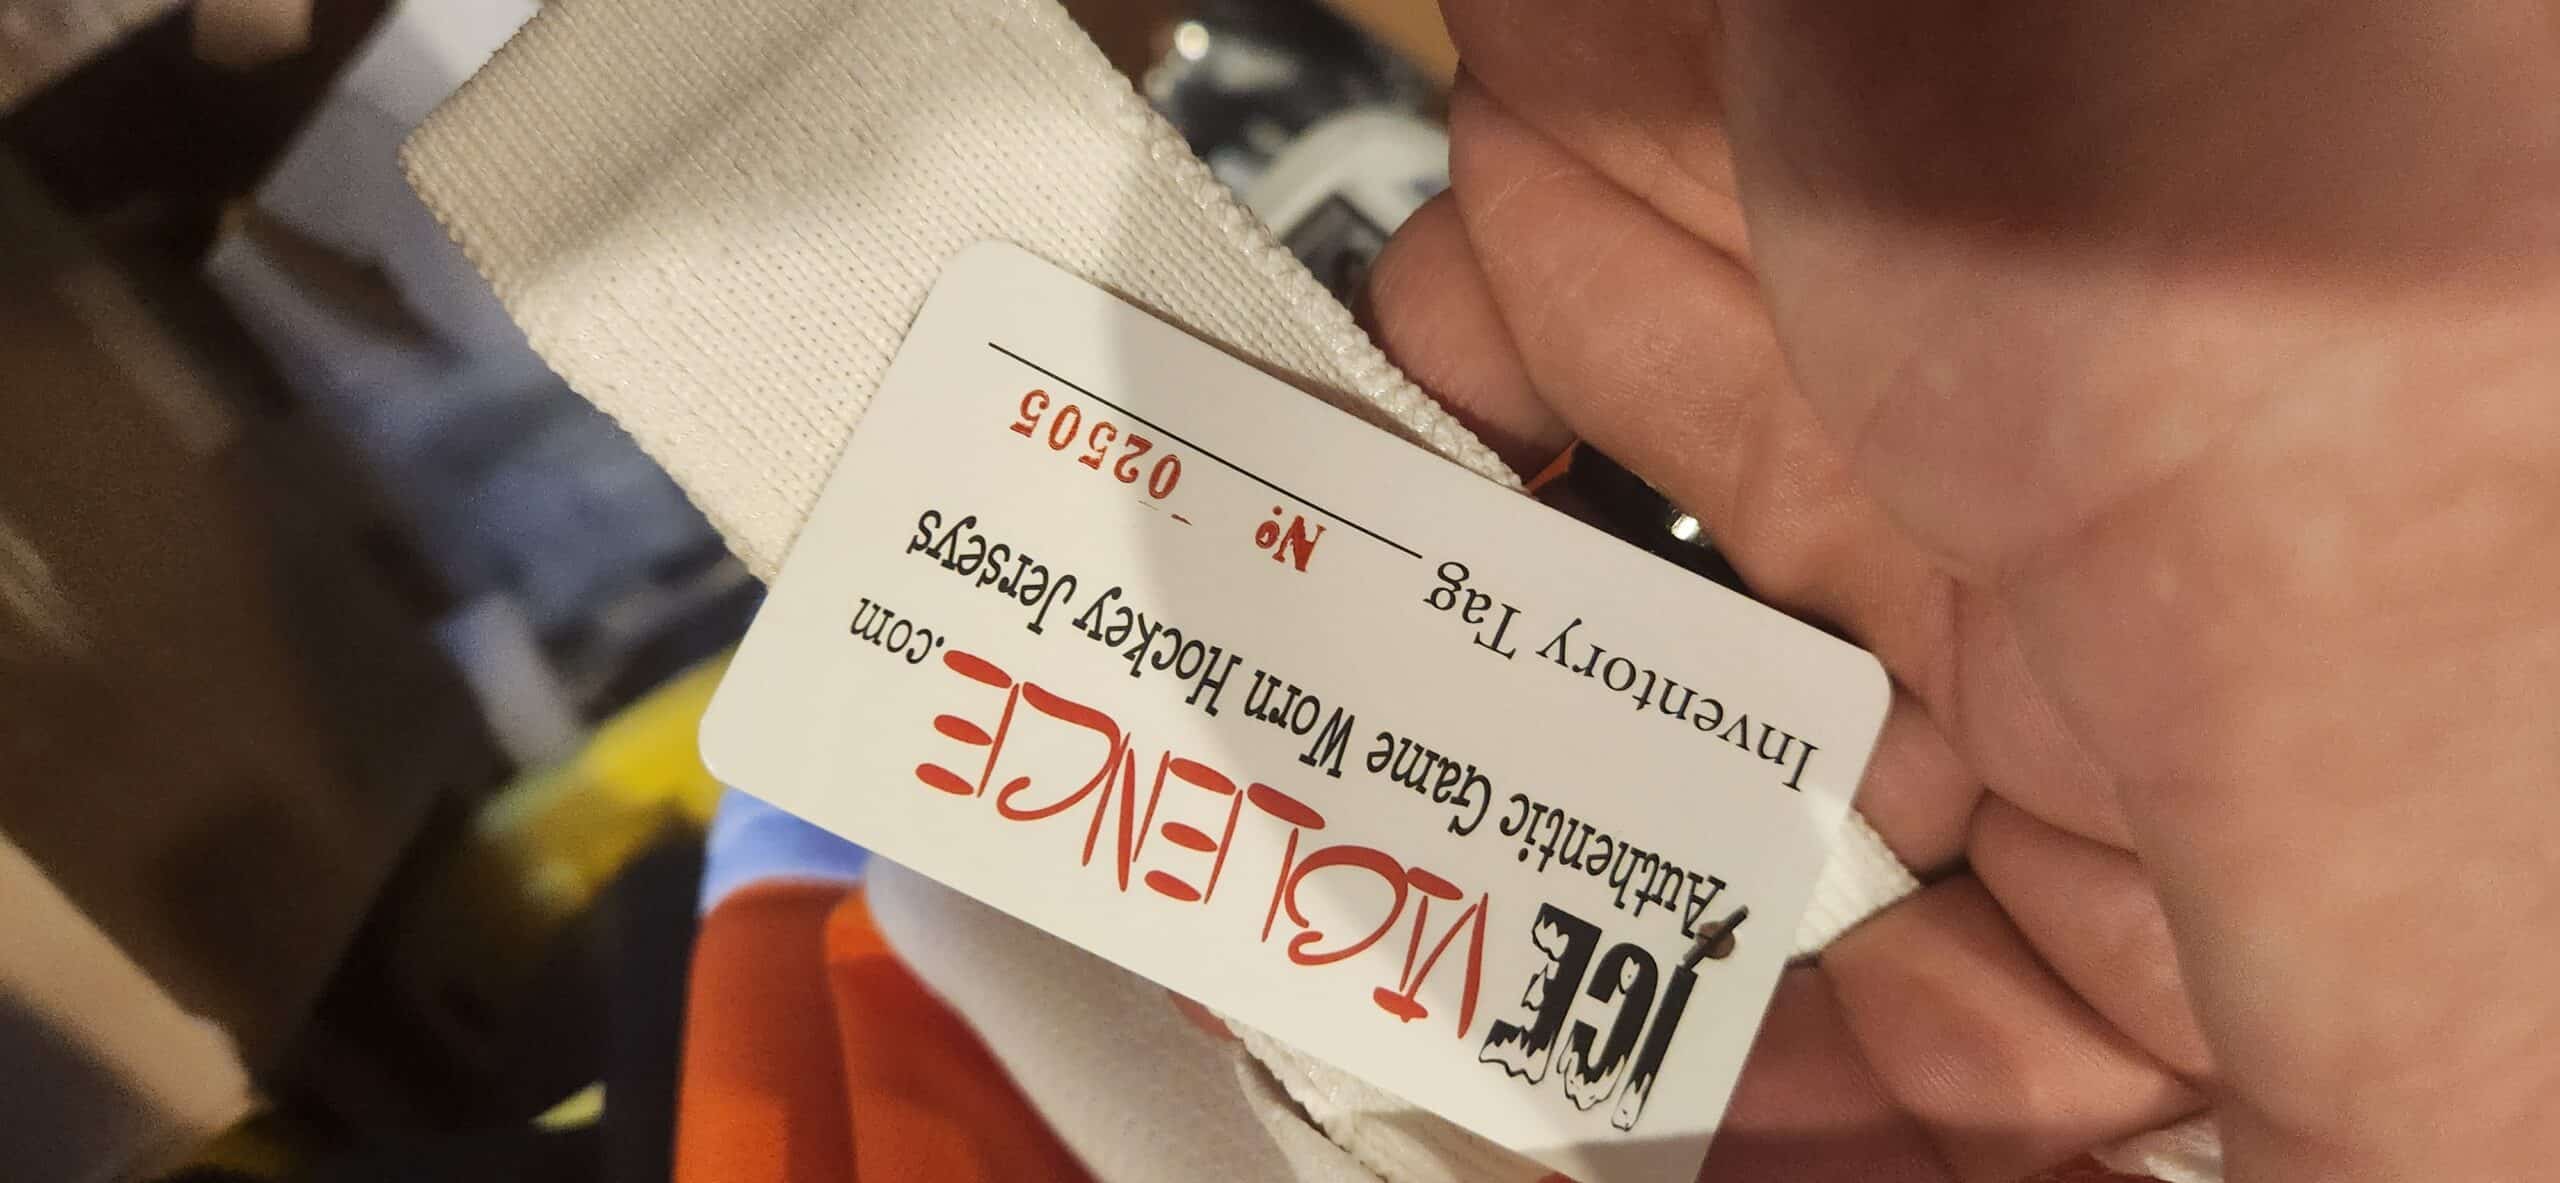 ICE VIOLENCE.com
Authentic Game Worn Hockey Jerseys
Nº 02505
Inventory Tag